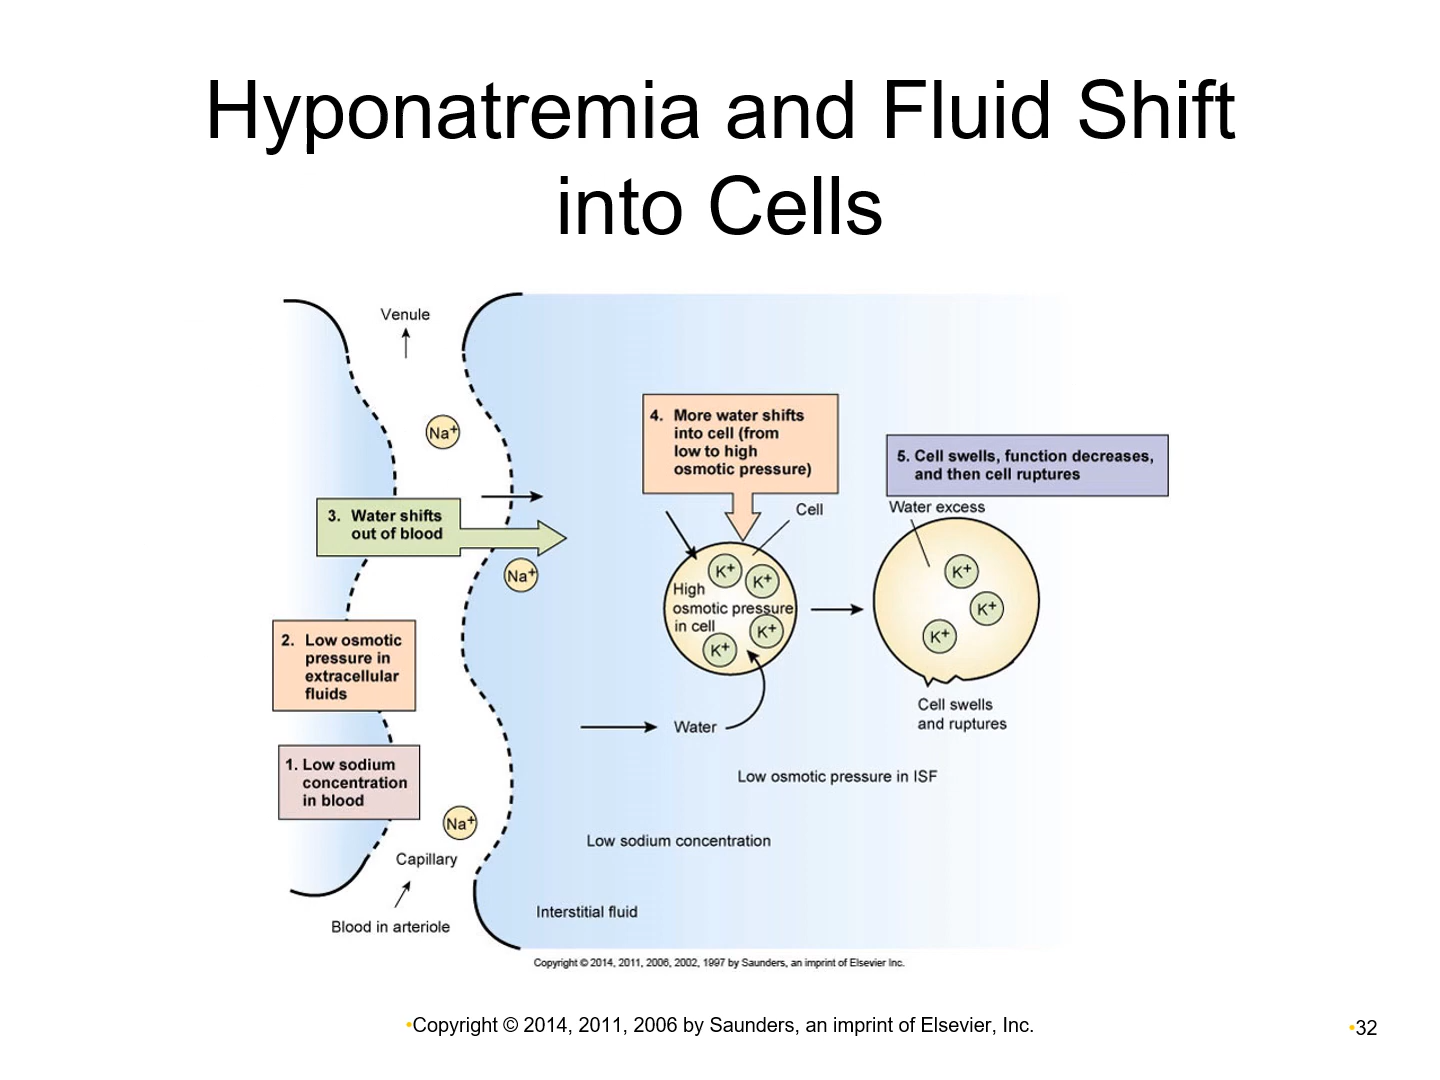 Hyponatremia and Fluid Shift
into Cells
Venule
Na+
4. More water shifts
into cell (from
low to high
osmotic pressure)
5. Cell swells, function decreases,
and then cell ruptures
3. Water shifts
out of blood
Cell
Water excess
Na+
K+
K+
High
osmotic pressure
in cell
K+
K+
K+
K+
K+
2. Low osmotic
pressure in
extracellular
fluids
Cell swells
and ruptures
Water
1. Low sodium
concentration
in blood
Low osmotic pressure in ISF
Na+
Low sodium concentration
Capillary
Interstitial fluid
Blood in arteriole
Copyright © 2014, 2011, 2006, 2002, 1997 by Saunders, an imprint of Elsevier Inc.
•Copyright © 2014, 2011, 2006 by Saunders, an imprint of Elsevier, Inc.
•32